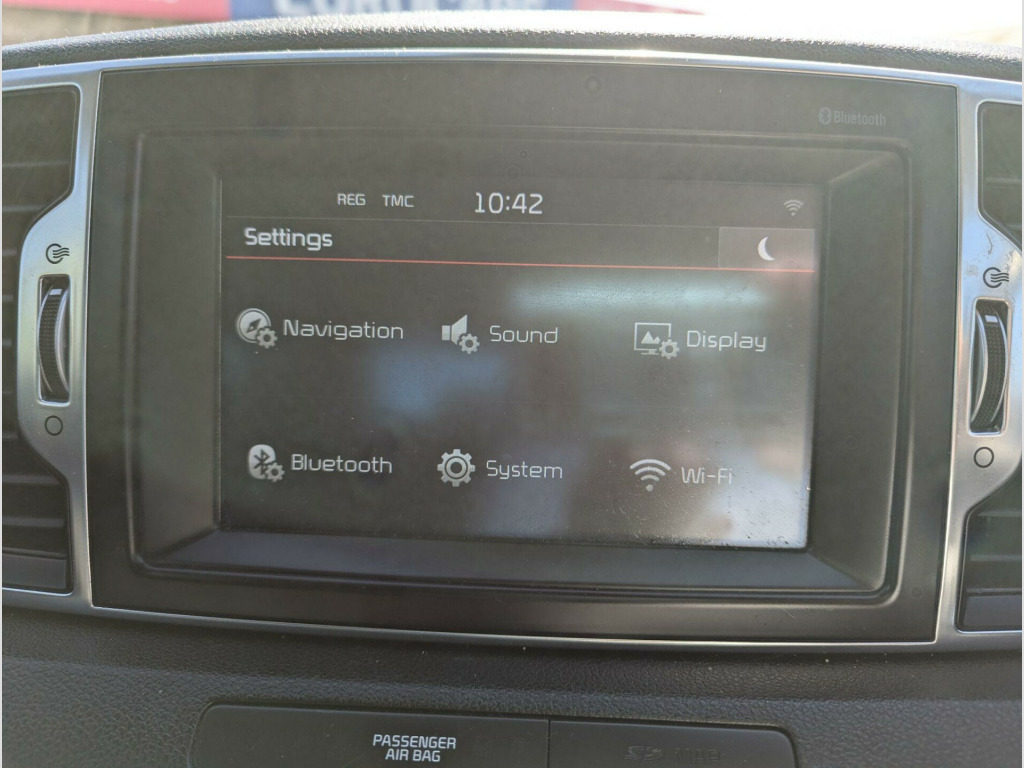 Bluetooth
REG TMC 10:42
Settings
Navigation Sound Display
Bluetooth System Wi-Fi
PASSENGER
AIR BAG